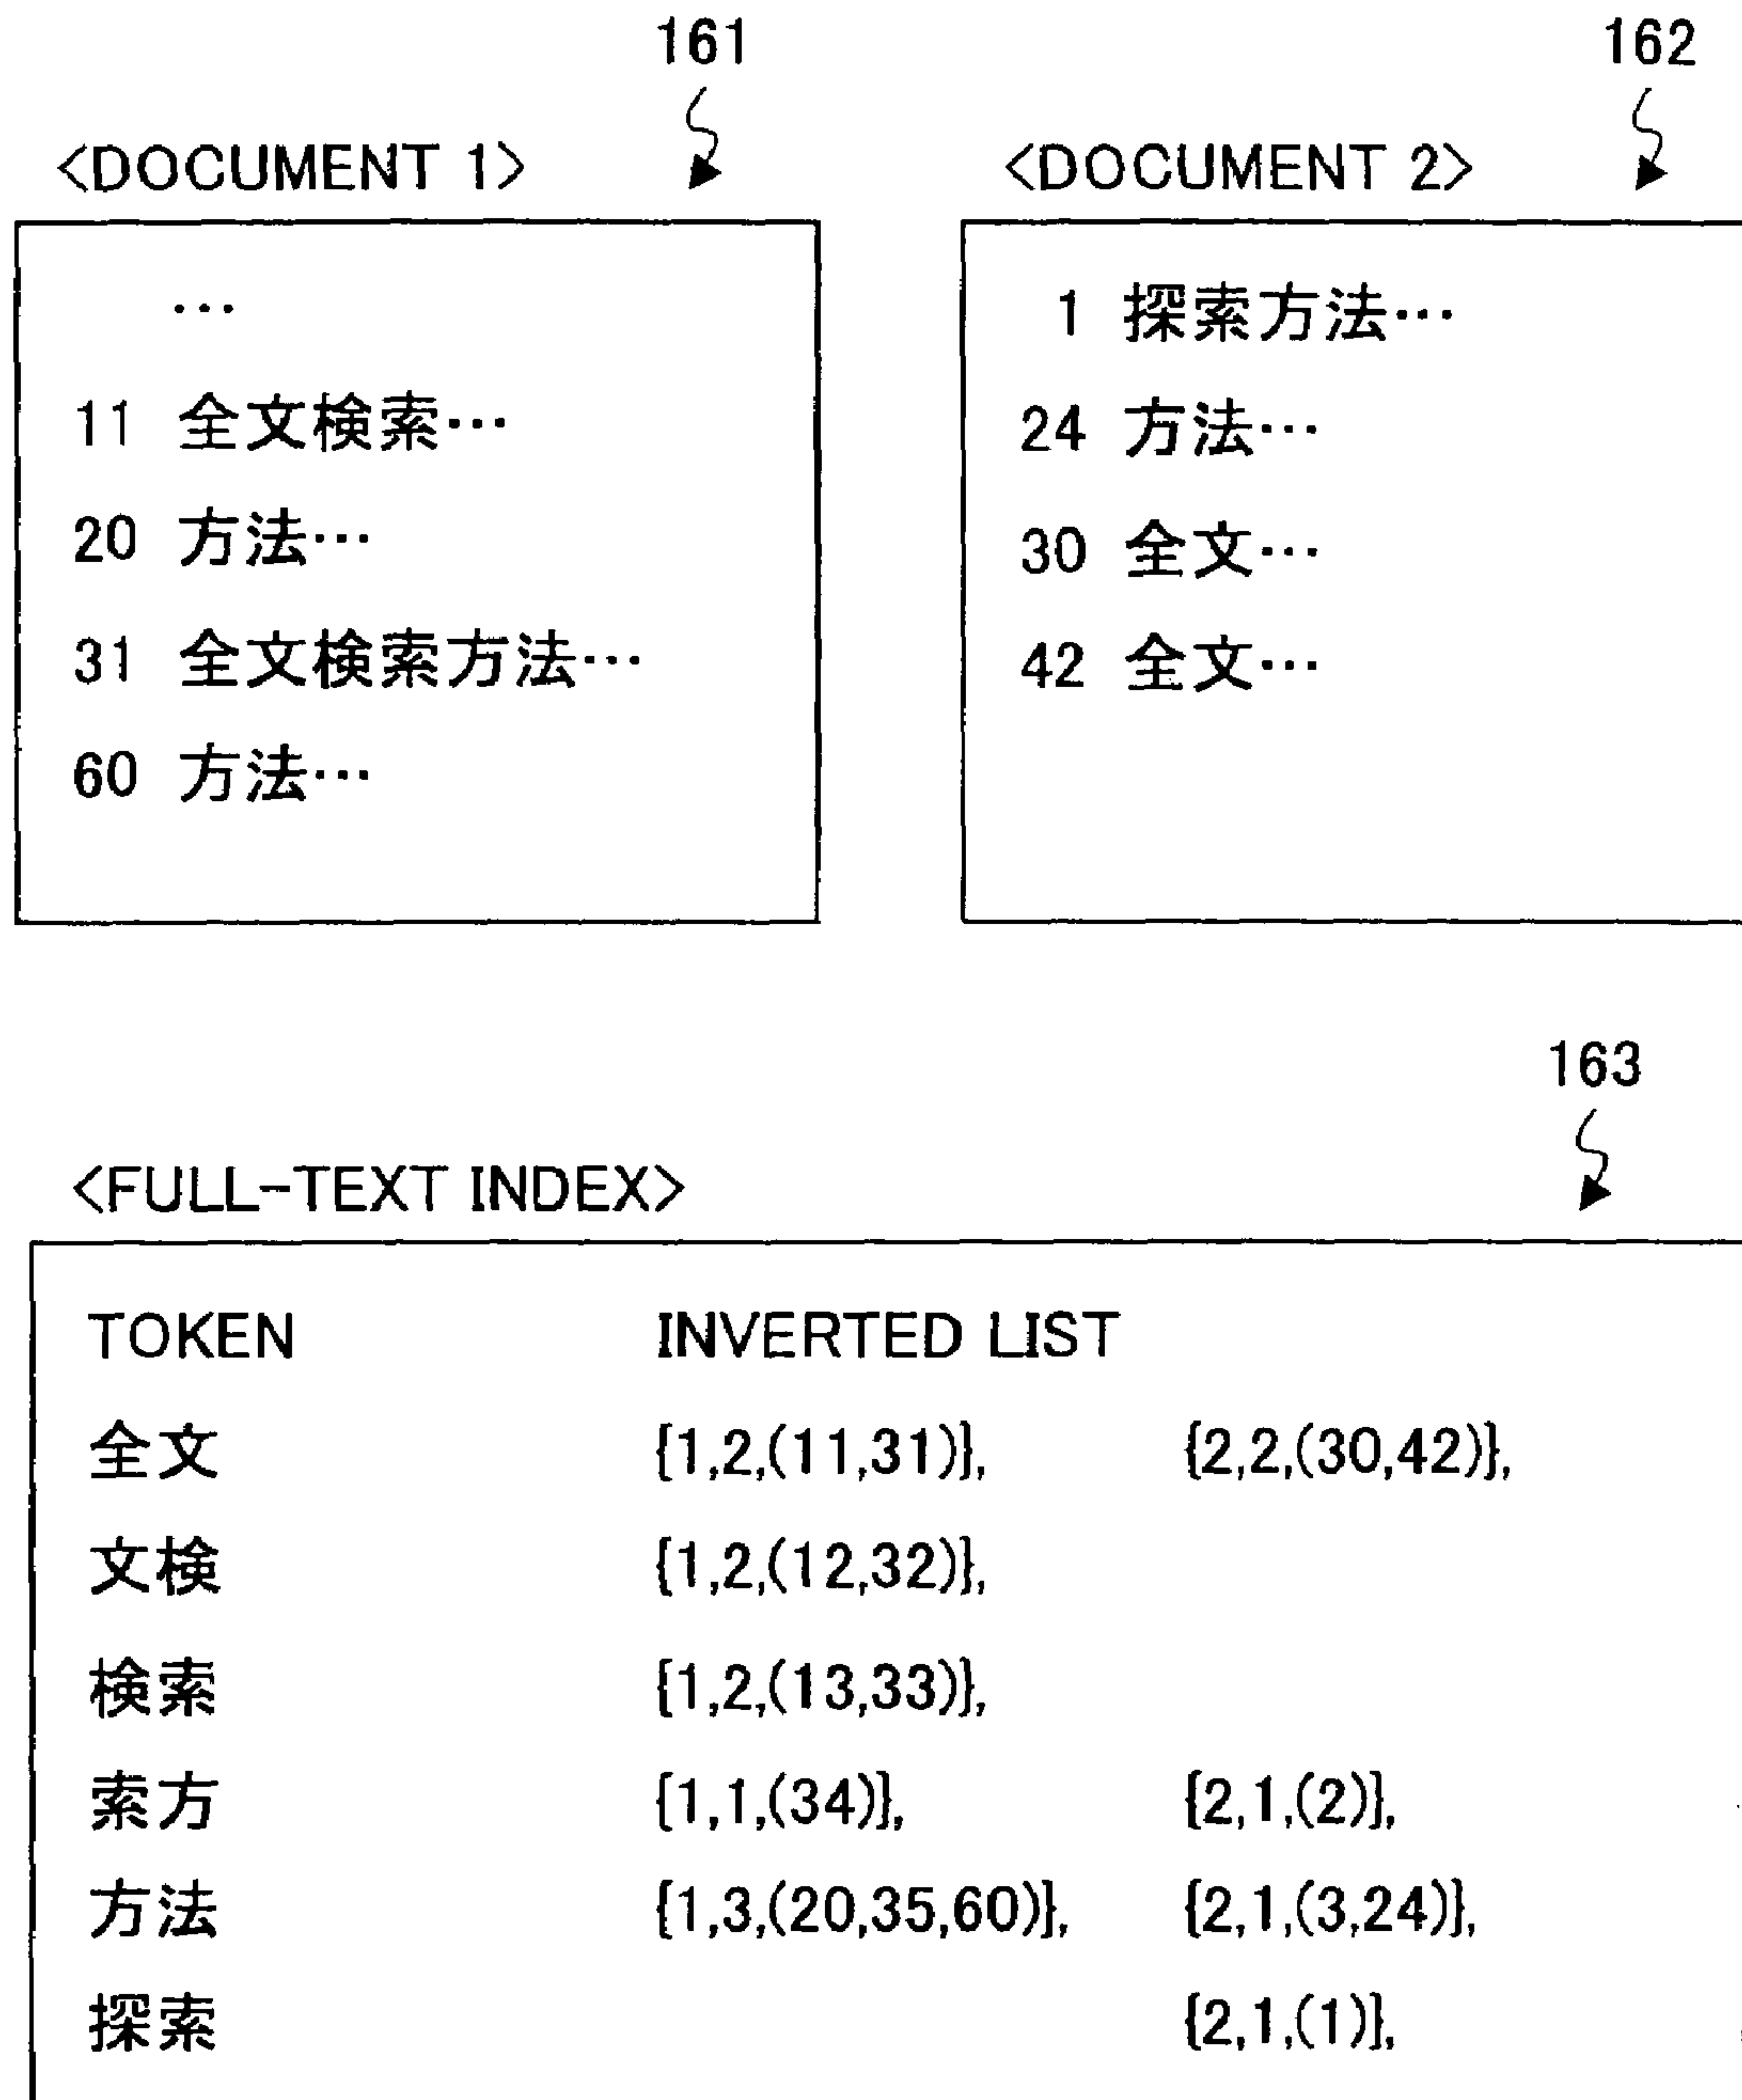 161
<DOCUMENT 1>
…
11 全文検索…
20 方法…
31 全文検索方法…
60 方法…
162
<DOCUMENT 2>
1 探索方法…
24 方法…
30 全文…
42 全文…
163
<FULL-TEXT INDEX>
TOKEN INVERTED LIST
全文 {1,2,(11,31)}, {2,2,(30,42)},
文検 {1,2,(12,32)},
検索 {1,2,(13,33)},
索方 {1,1,(34)}, {2,1,(2)},
方法 {1,3,(20,35,60)}, {2,1,(3,24)},
探索 {2,1,(1)},